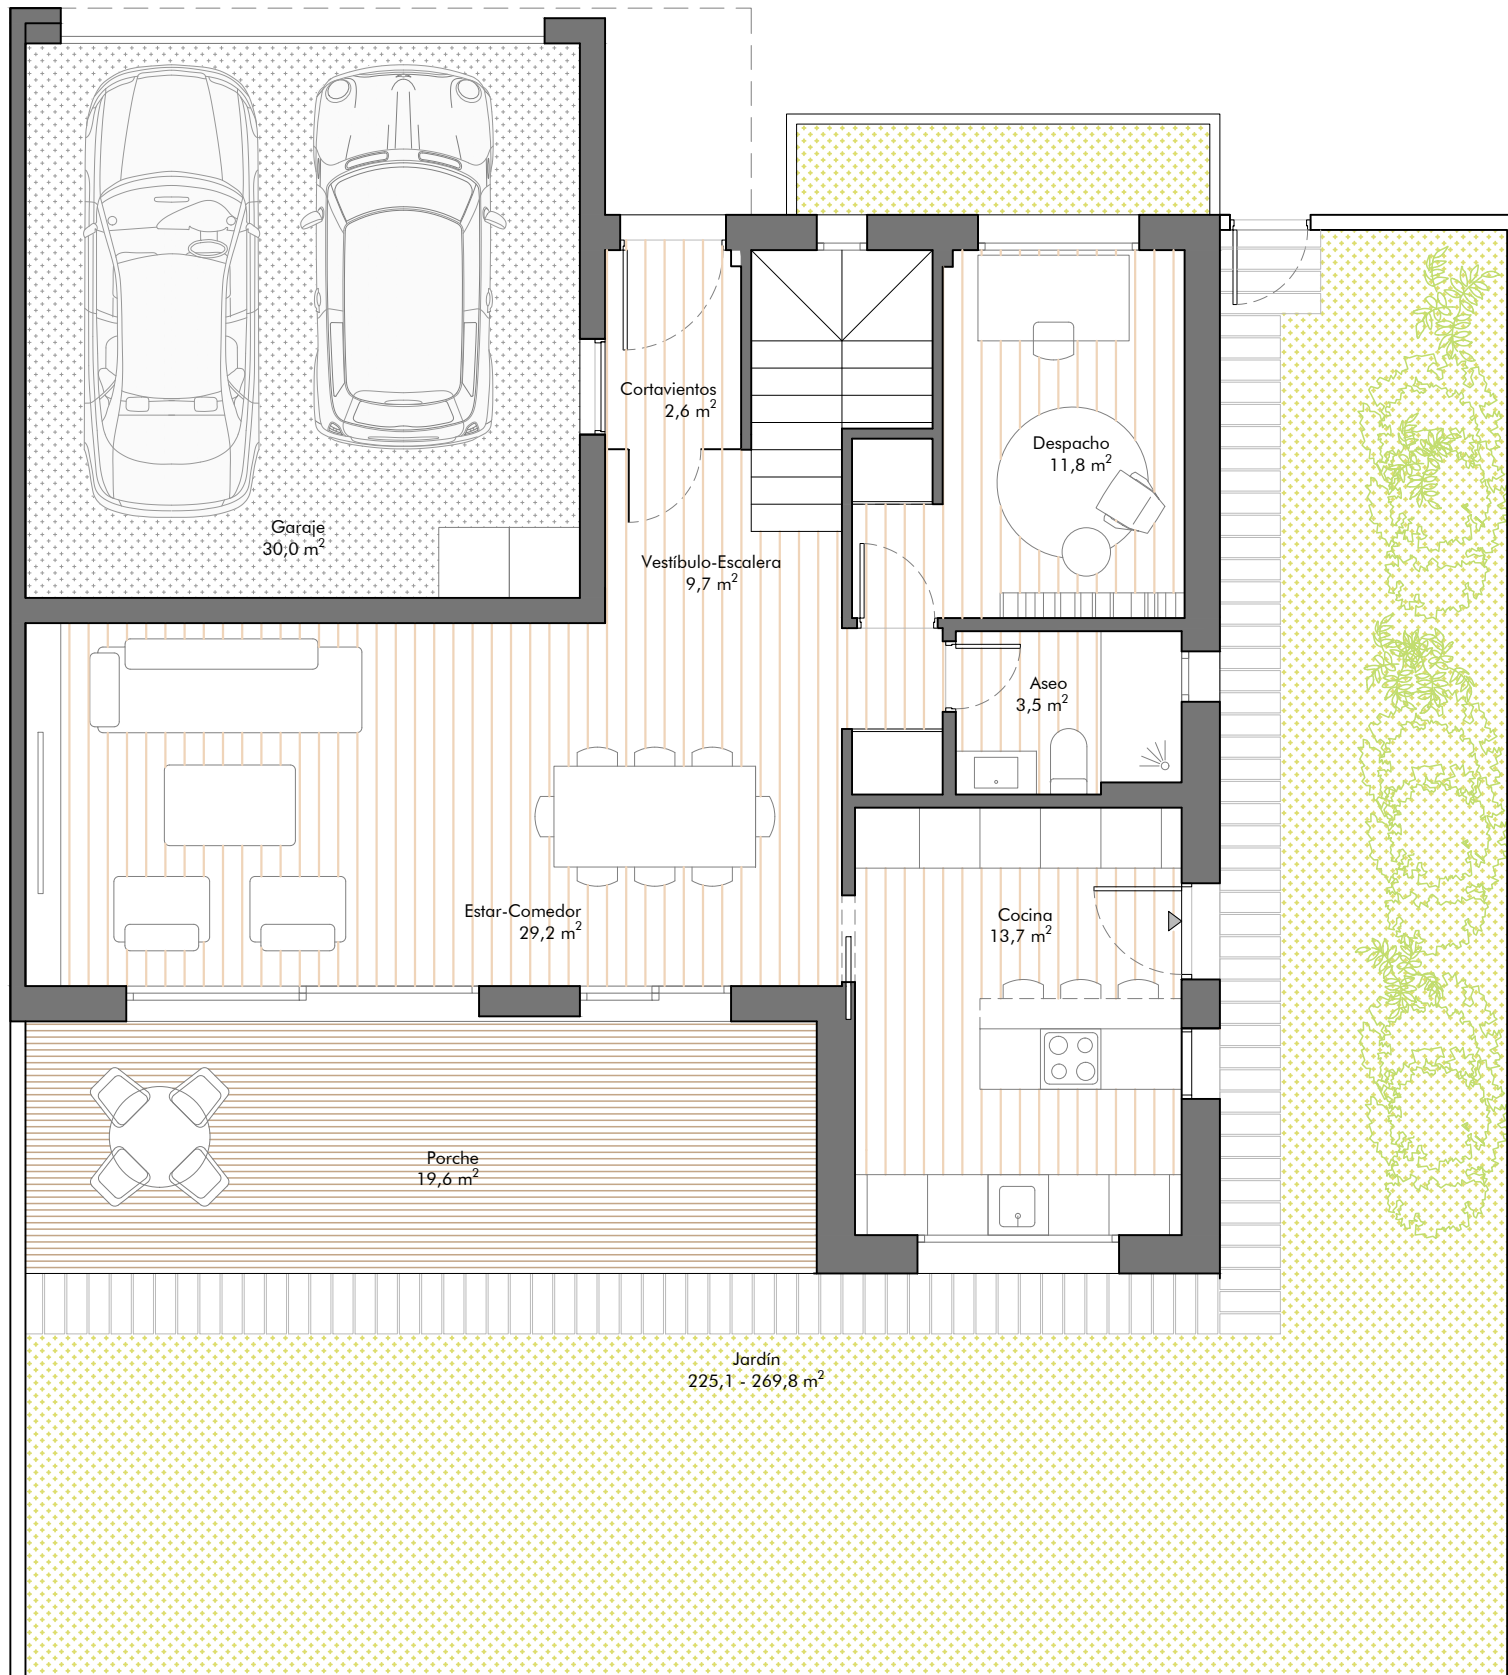 Cortavientos
2,6 m²
Despacho
11,8 m²
Garaje
30,0 m²
Vestíbulo-Escalera
9,7 m²
Aseo
3,5 m²
Estar-Comedor
29,2 m²
Cocina
13,7 m²
Porche
19,6 m²
Jardín
225,1 - 269,8 m²